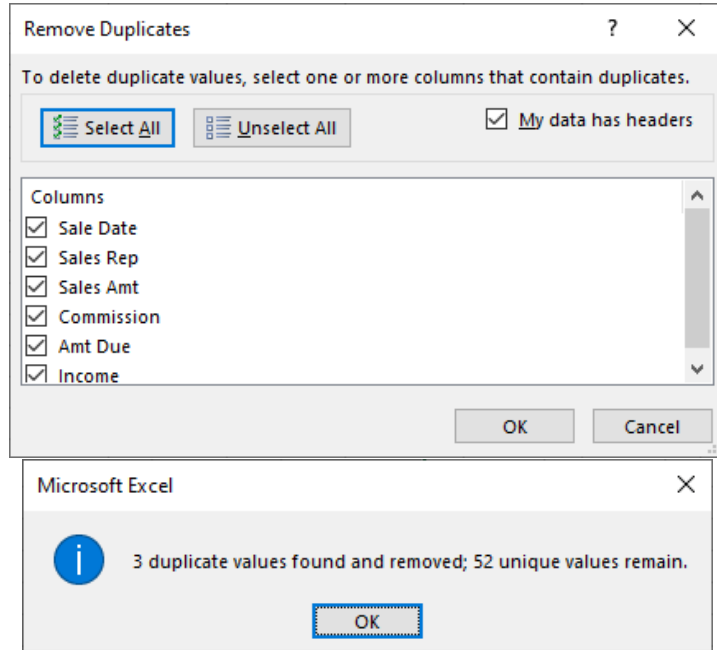 Remove Duplicates ? ×
To delete duplicate values, select one or more columns that contain duplicates.
Select All Unselect All My data has headers
Columns
Sale Date
Sales Rep
Sales Amt
Commission
Amt Due
Income
OK Cancel
Microsoft Excel ×
i 3 duplicate values found and removed; 52 unique values remain.
OK